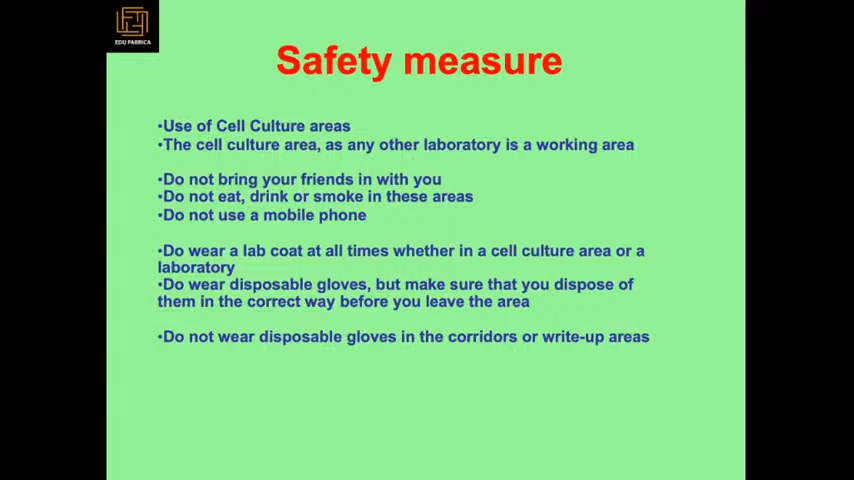 EDU FABRICA
Safety measure
•Use of Cell Culture areas
•The cell culture area, as any other laboratory is a working area
•Do not bring your friends in with you
•Do not eat, drink or smoke in these areas
•Do not use a mobile phone
•Do wear a lab coat at all times whether in a cell culture area or a
laboratory
•Do wear disposable gloves, but make sure that you dispose of
them in the correct way before you leave the area
•Do not wear disposable gloves in the corridors or write-up areas